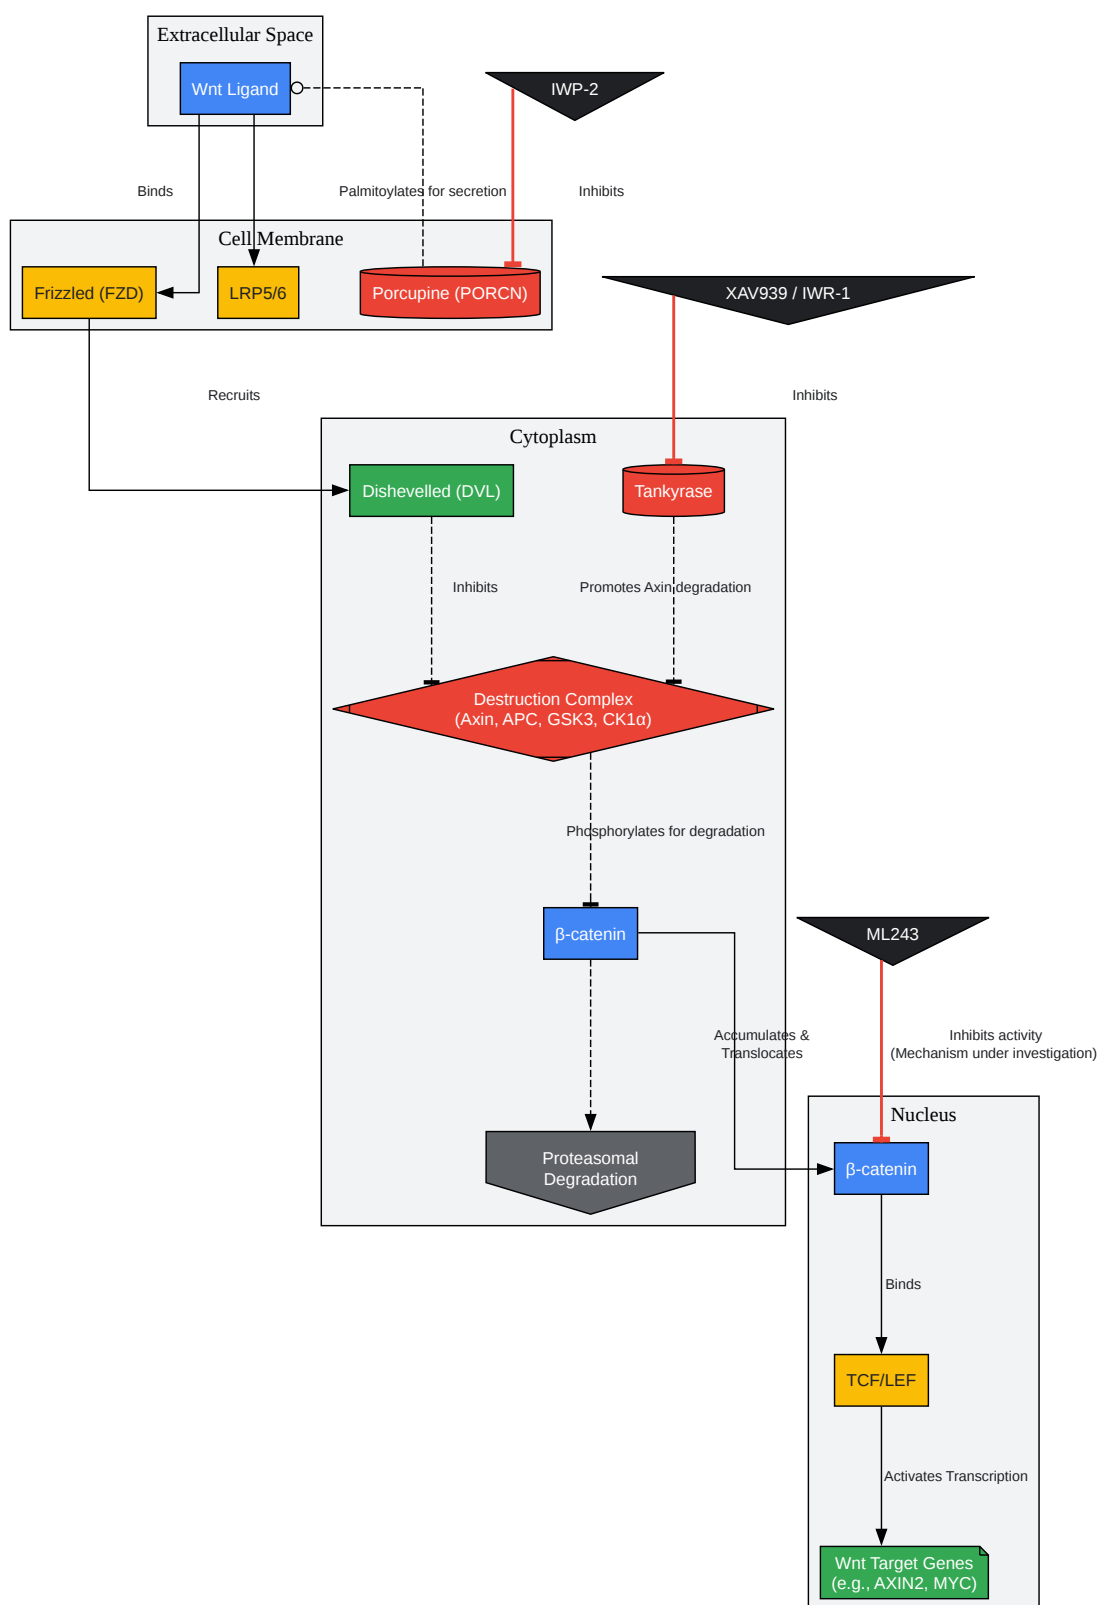 Extracellular Space
Wnt Ligand
IWP-2
Binds
Palmitoylates for secretion
Inhibits
Cell Membrane
Frizzled (FZD)
LRP5/6
Porcupine (PORCN)
XAV939 / IWR-1
Recruits
Inhibits
Cytoplasm
Dishevelled (DVL)
Tankyrase
Inhibits
Promotes Axin degradation
Destruction Complex
(Axin, APC, GSK3, CK1α)
Phosphorylates for degradation
β-catenin
ML243
Accumulates &
Translocates
Inhibits activity
(Mechanism under investigation)
Nucleus
Proteasomal
Degradation
β-catenin
Binds
TCF/LEF
Activates Transcription
Wnt Target Genes
(e.g., AXIN2, MYC)